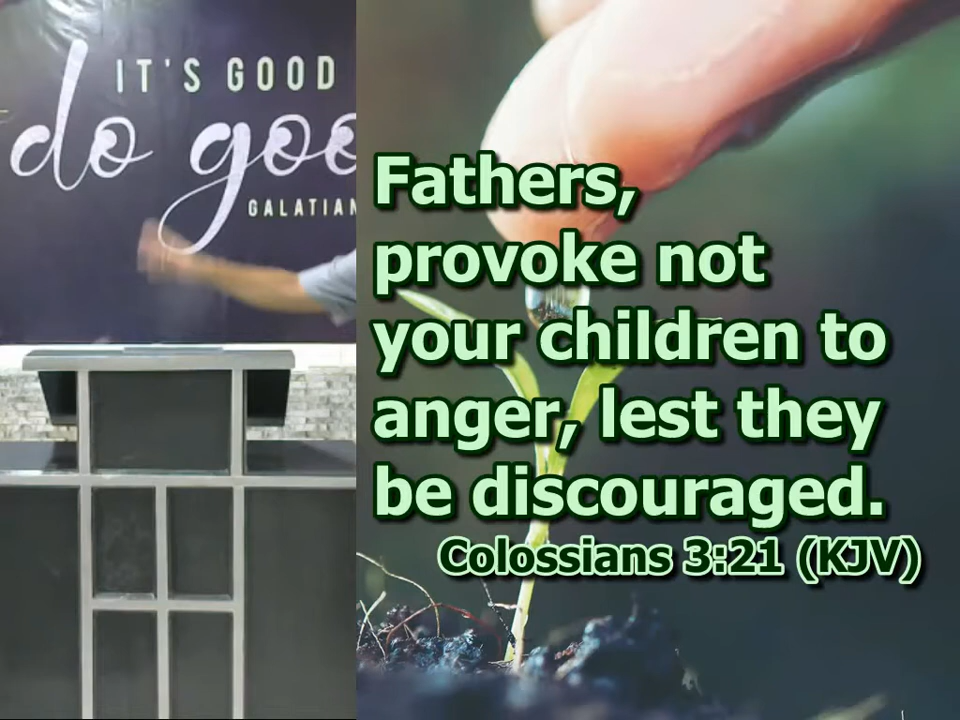 IT'S GOOD
do goo
GALATIAN
Fathers,
provoke not
your children to
anger, lest they
be discouraged.
Colossians 3:21 (KJV)